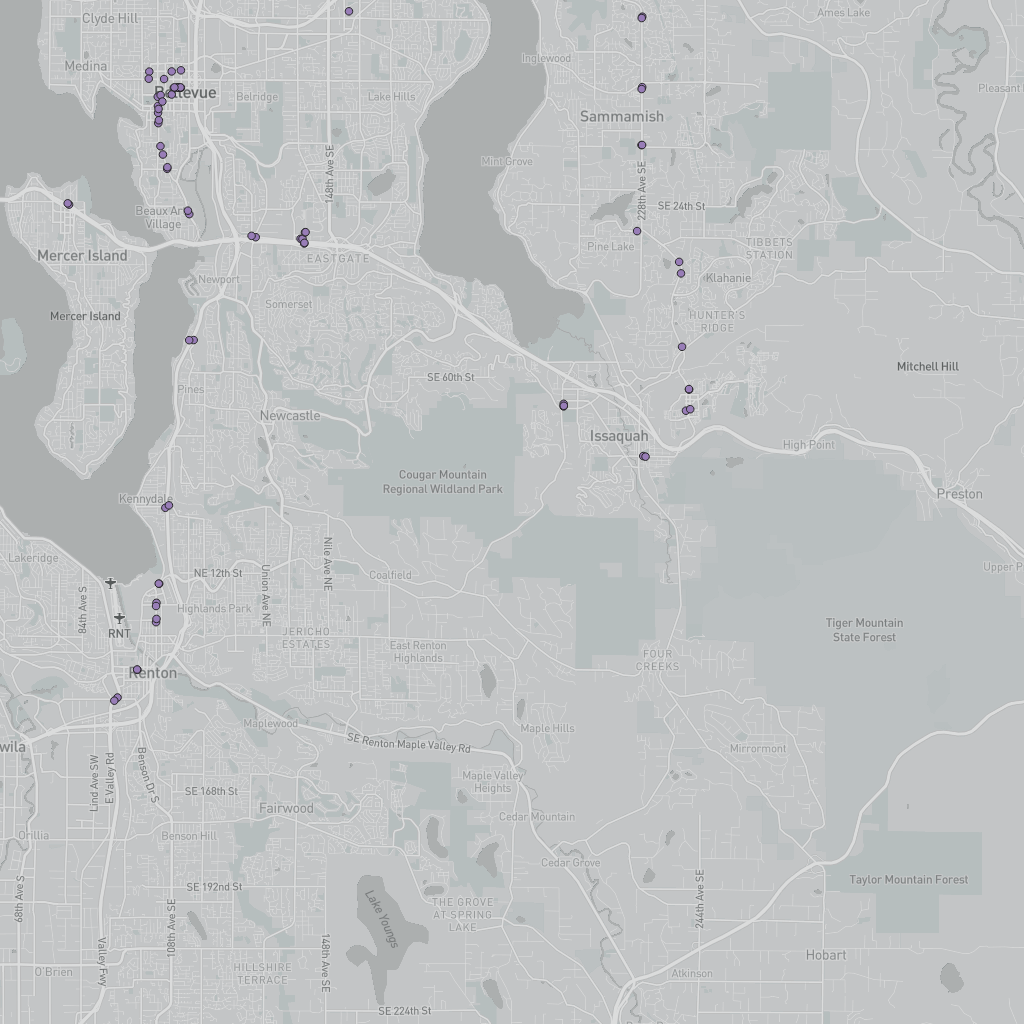 Clyde Hill
Ames Lake
Inglewood
Medina
Bellevue
Belridge
Lake Hills
Pleasant
Sammamish
148th Ave SE
Mint Grove
228th Ave SE
SE 24th St
Beaux Arts
Village
Pine Lake
TIBBETS
STATION
Mercer Island
EASTGATE
Newport
Klahanie
Somerset
Mercer Island
HUNTER'S
RIDGE
Mitchell Hill
SE 60th St
Pines
Newcastle
Issaquah
High Point
Cougar Mountain
Regional Wildland Park
Preston
Kennydale
Lakeridge
NE 12th St
Nile Ave NE
Coalfield
Upper P
84th Ave S
Union Ave NE
Highlands Park
RNT
JERICHO
ESTATES
East Renton
Highlands
Tiger Mountain
State Forest
FOUR
CREEKS
Renton
Maplewood
Maple Hills
wila
SE Renton Maple Valley Rd
Mirrormont
Lind Ave SW
E Valley Rd
Benson Dr S
Maple Valley
Heights
SE 168th St
Fairwood
Cedar Mountain
Orillia
Benson Hill
Cedar Grove
68th Ave S
SE 192nd St
244th Ave SE
Taylor Mountain Forest
108th Ave SE
Lake Youngs
THE GROVE
AT SPRING
LAKE
148th Ave SE
Valley Fwy
Hobart
O'Brien
HILLSHIRE
TERRACE
Atkinson
SE 224th St